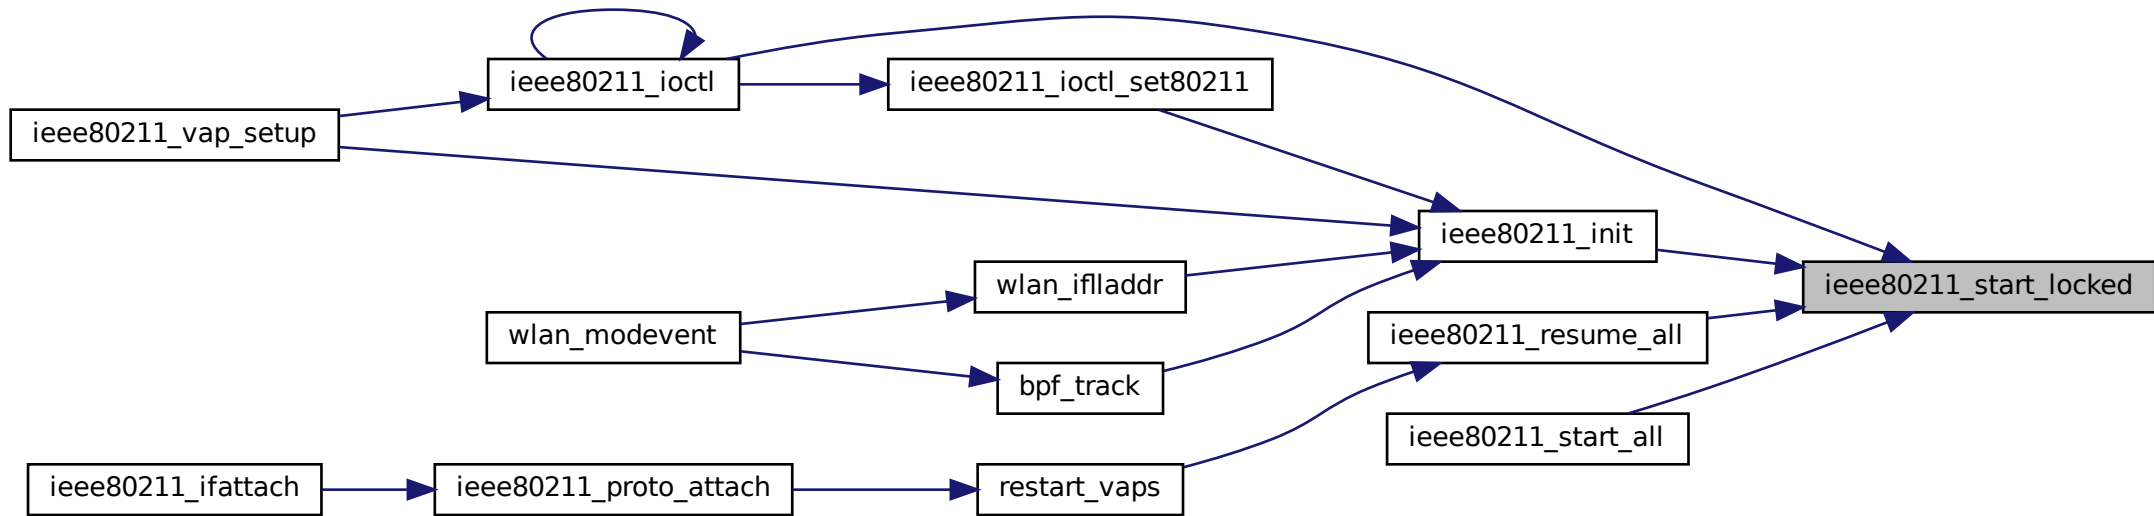 ieee80211_ioctl
ieee80211_ioctl_set80211
ieee80211_vap_setup
ieee80211_init
wlan_iflladdr
ieee80211_start_locked
wlan_modevent
ieee80211_resume_all
bpf_track
ieee80211_start_all
ieee80211_ifattach
ieee80211_proto_attach
restart_vaps